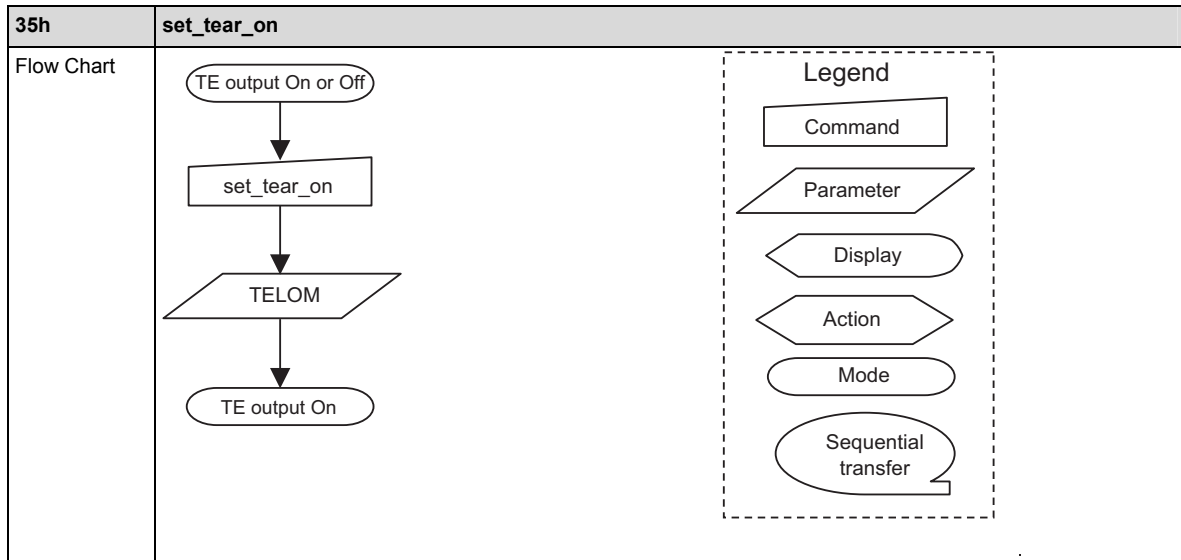 35h set_tear_on
Flow Chart
TE output On or Off
set_tear_on
TELOM
TE output On
Legend
Command
Parameter
Display
Action
Mode
Sequential
transfer